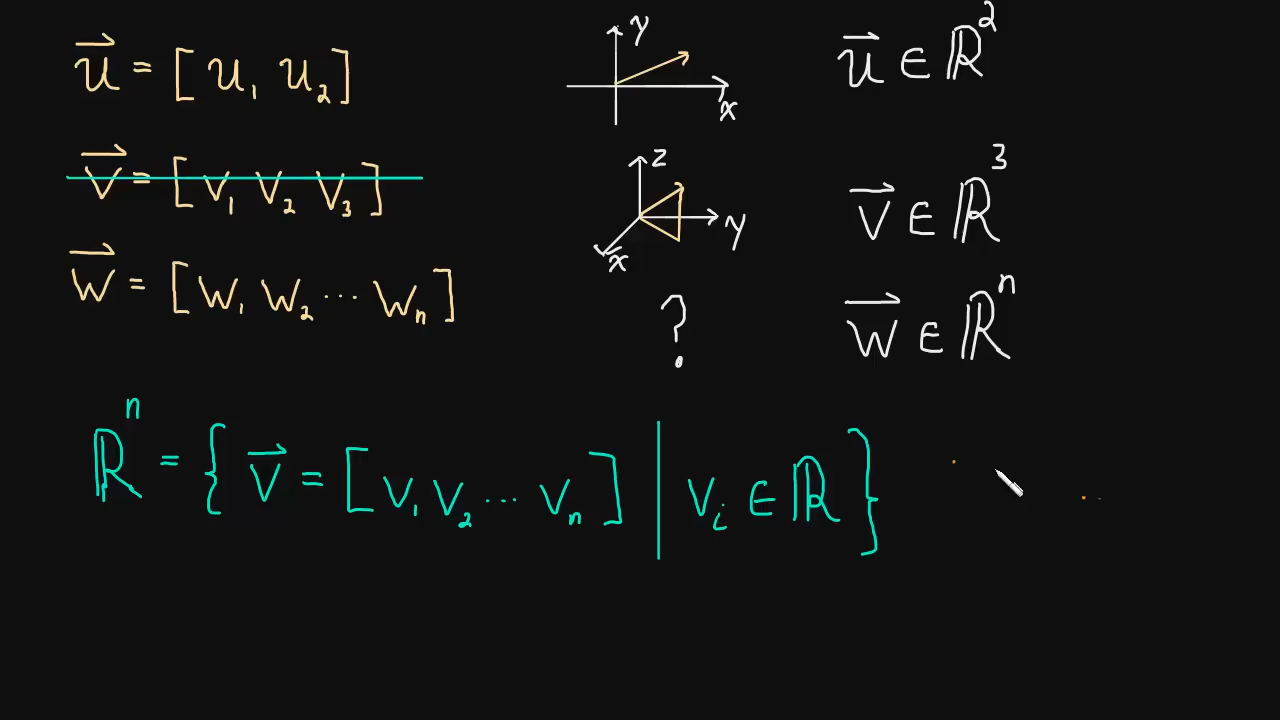 u⃗ = [ u₁ u₂ ]
y
x
u⃗ ∈ ℝ²
v⃗ = [ v₁ v₂ v₃ ]
z
y
x
v⃗ ∈ ℝ³
w⃗ = [ w₁ w₂ ⋯ wₙ ]
?
w⃗ ∈ ℝⁿ
ℝⁿ = { v⃗ = [ v₁ v₂ ⋯ vₙ ] | vᵢ ∈ ℝ }